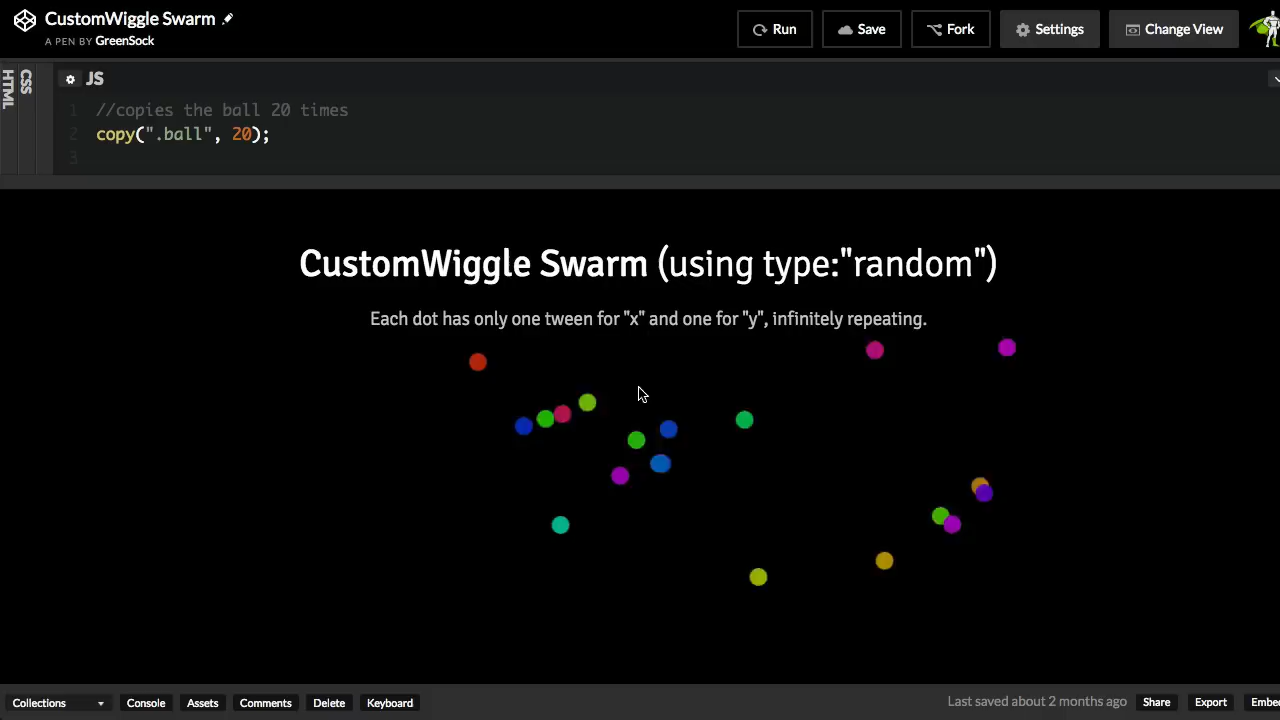 CustomWiggle Swarm
A PEN BY GreenSock
Run
Save
Fork
Settings
Change View
HTML
CSS
JS
1 //copies the ball 20 times
2 copy(".ball", 20);
3
CustomWiggle Swarm (using type:"random")
Each dot has only one tween for "x" and one for "y", infinitely repeating.
Collections
Console
Assets
Comments
Delete
Keyboard
Last saved about 2 months ago
Share
Export
Embe